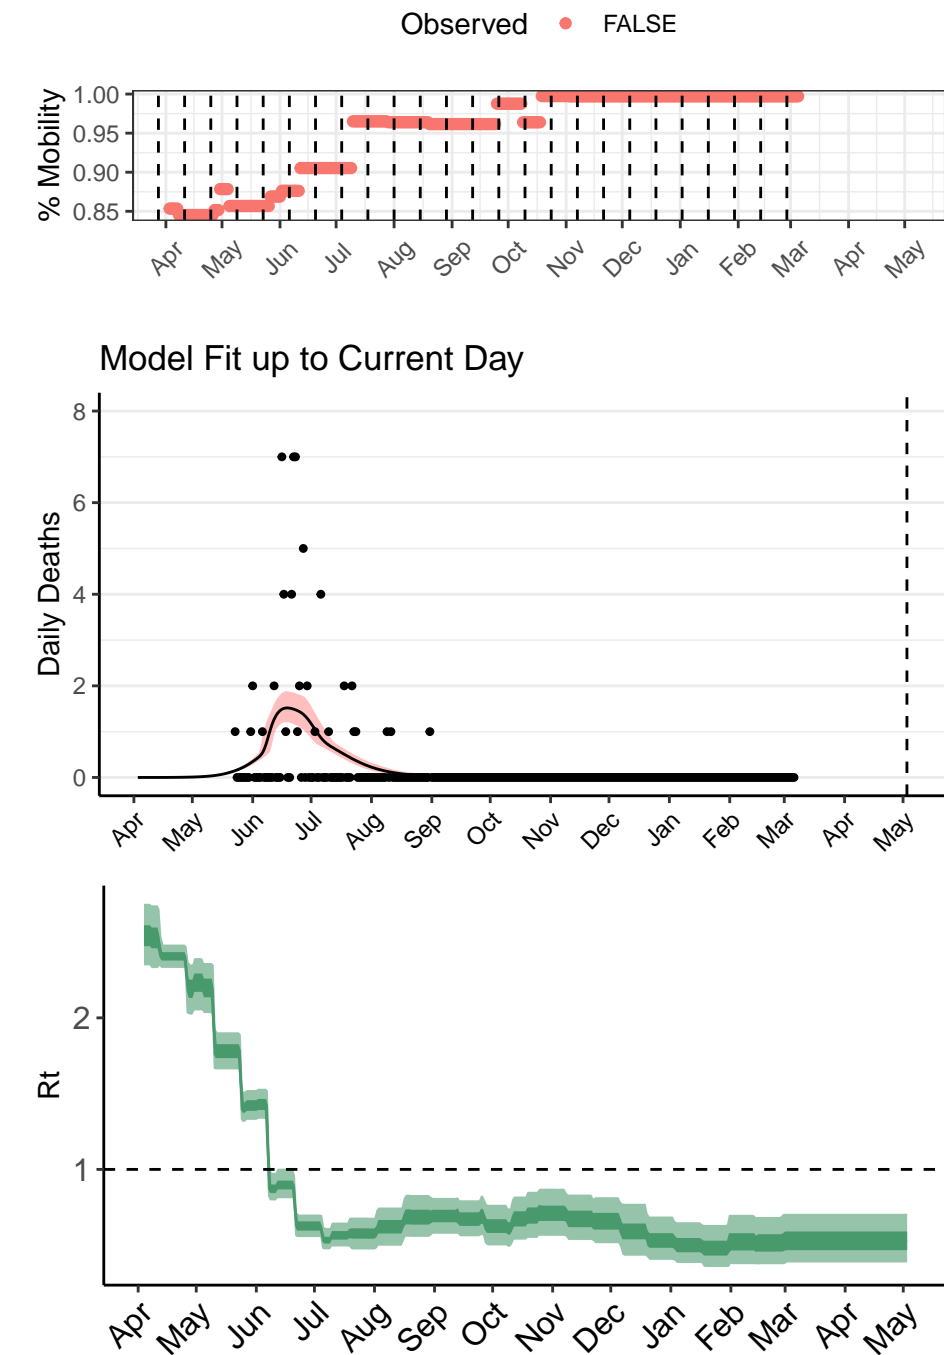 Observed FALSE
% Mobility
1.00
0.95
0.90
0.85
Apr May Jun Jul Aug Sep Oct Nov Dec Jan Feb Mar Apr May
Model Fit up to Current Day
Daily Deaths
8
6
4
2
0
Apr May Jun Jul Aug Sep Oct Nov Dec Jan Feb Mar Apr May
Rt
2
1
Apr May Jun Jul Aug Sep Oct Nov Dec Jan Feb Mar Apr May